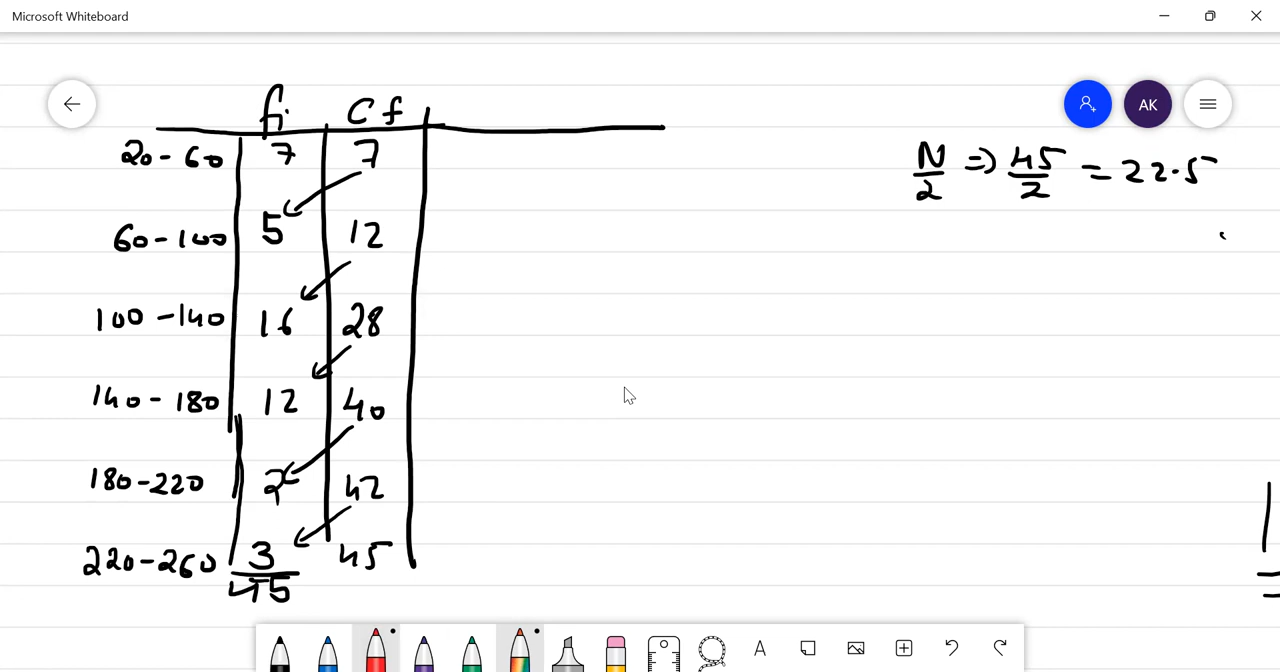 Microsoft Whiteboard
fi Cf
20-60 7 7
60-100 5 12
100-140 16 28
140-180 12 40
180-220 2 42
220-260 3 45
45
N/2 => 45/2 = 22.5
AK
A